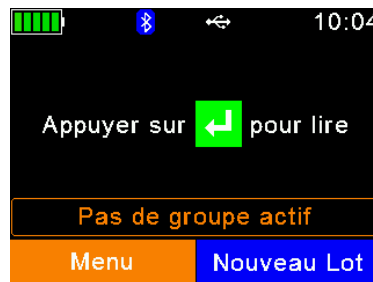 10:04
Appuyer sur pour lire
Pas de groupe actif
Menu Nouveau Lot